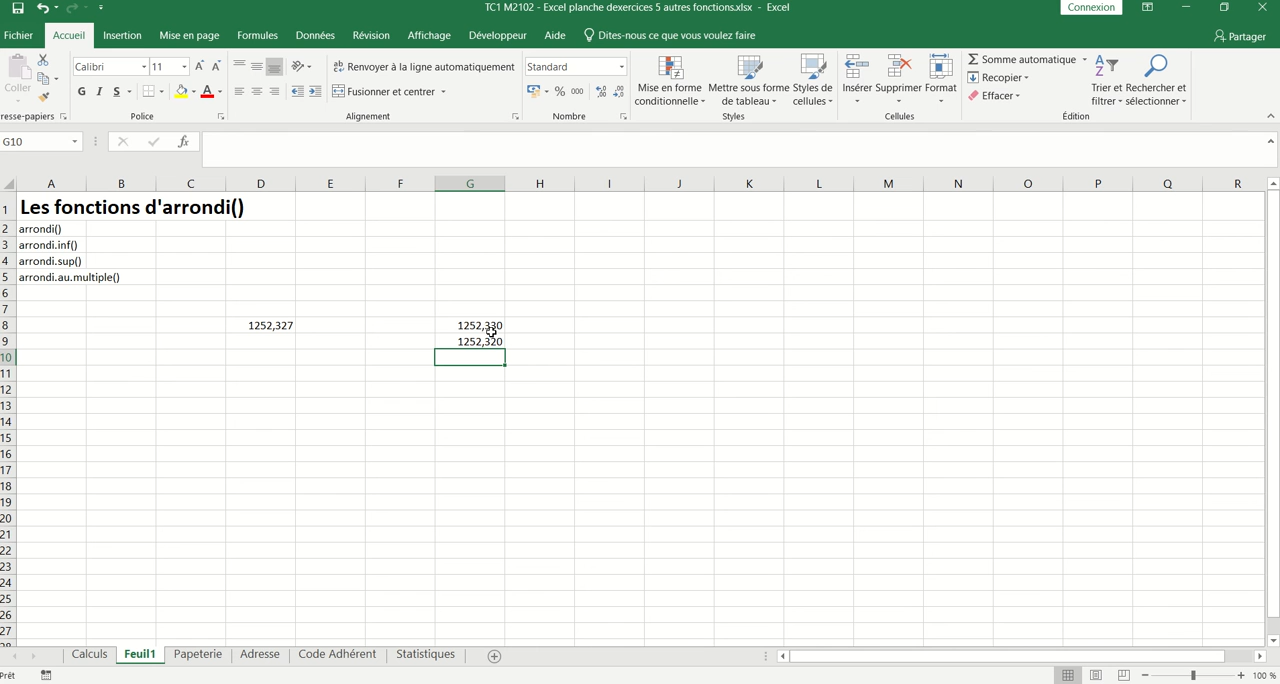 TC1 M2102 - Excel planche dexercices 5 autres fonctions.xlsx - Excel
Connexion
Fichier Accueil Insertion Mise en page Formules Données Révision Affichage Développeur Aide Dites-nous ce que vous voulez faire Partager
Coller
Calibri 11
G I S
Renvoyer à la ligne automatiquement
Fusionner et centrer
Standard
% 000
Mise en forme conditionnelle
Mettre sous forme de tableau
Styles de cellules
Insérer Supprimer Format
Somme automatique
Recopier
Effacer
Trier et filtrer
Rechercher et sélectionner
resse-papiers Police Alignement Nombre Styles Cellules Édition
G10 fx
A B C D E F G H I J K L M N O P Q R
1 Les fonctions d'arrondi()
2 arrondi()
3 arrondi.inf()
4 arrondi.sup()
5 arrondi.au.multiple()
6
7
8 1252,327 1252,330
9 1252,320
10
11
12
13
14
15
16
17
18
19
20
21
22
23
24
25
26
27
28
Calculs Feuil1 Papeterie Adresse Code Adhérent Statistiques
Prêt
100 %